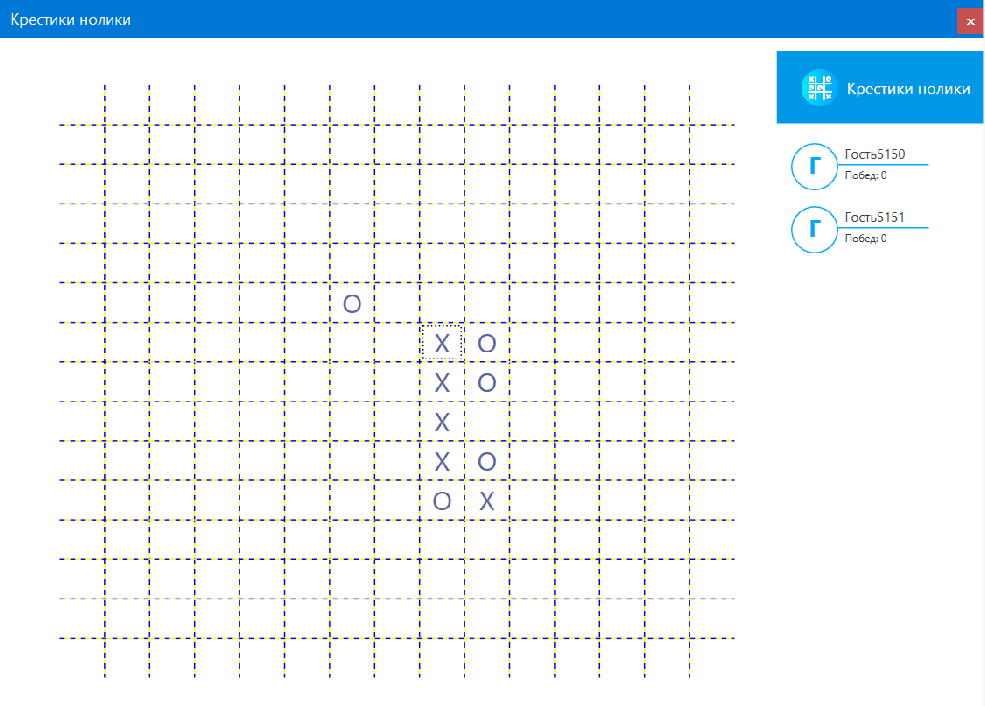 Крестики нолики
x
Крестики нолики
Г
Гость5150
Побед: 0
Г
Гость5151
Побед: 0
O
X O
X O
X
X O
O X